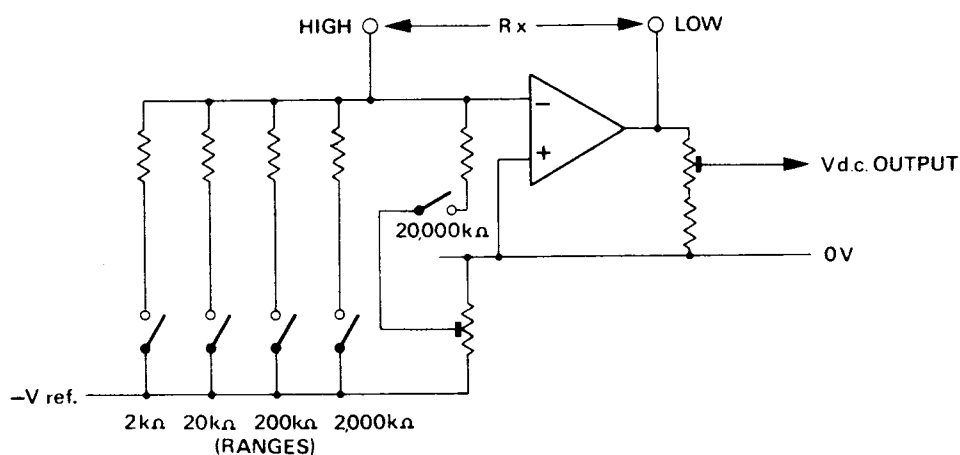 HIGH Rx LOW
−
+
Vd.c. OUTPUT
20,000kΩ
0V
−V ref.
2kΩ 20kΩ 200kΩ 2,000kΩ
(RANGES)